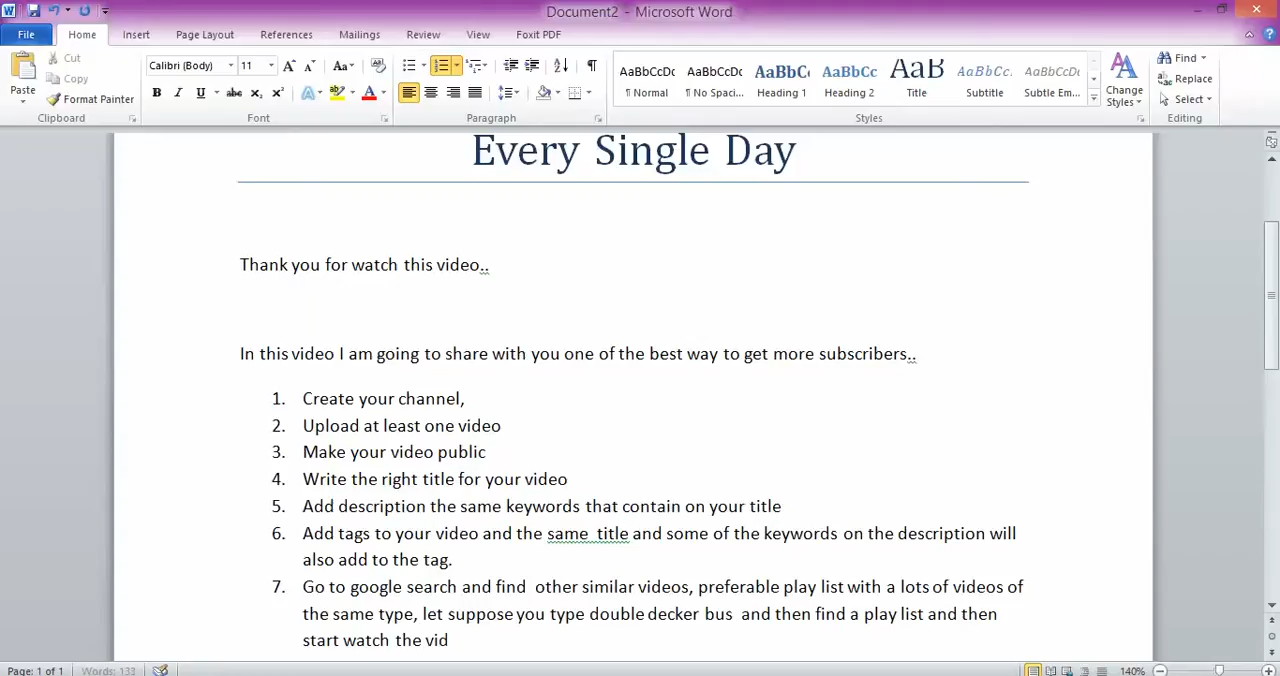 Document2 - Microsoft Word
File Home Insert Page Layout References Mailings Review View Foxit PDF
Paste
Cut
Copy
Format Painter
Clipboard
Calibri (Body) 11
Font
Paragraph
AaBbCcDc AaBbCcDc AaBbC AaBbCc AaB AaBbCc. AaBbCcDc
¶ Normal ¶ No Spaci... Heading 1 Heading 2 Title Subtitle Subtle Em...
Styles
Change
Styles
Find
Replace
Select
Editing
Every Single Day
Thank you for watch this video..
In this video I am going to share with you one of the best way to get more subscribers..
1. Create your channel,
2. Upload at least one video
3. Make your video public
4. Write the right title for your video
5. Add description the same keywords that contain on your title
6. Add tags to your video and the same  title and some of the keywords on the description will
also add to the tag.
7. Go to google search and find  other similar videos, preferable play list with a lots of videos of
the same type, let suppose you type double decker bus  and then find a play list and then
start watch the vid
Page: 1 of 1 Words: 133 140%